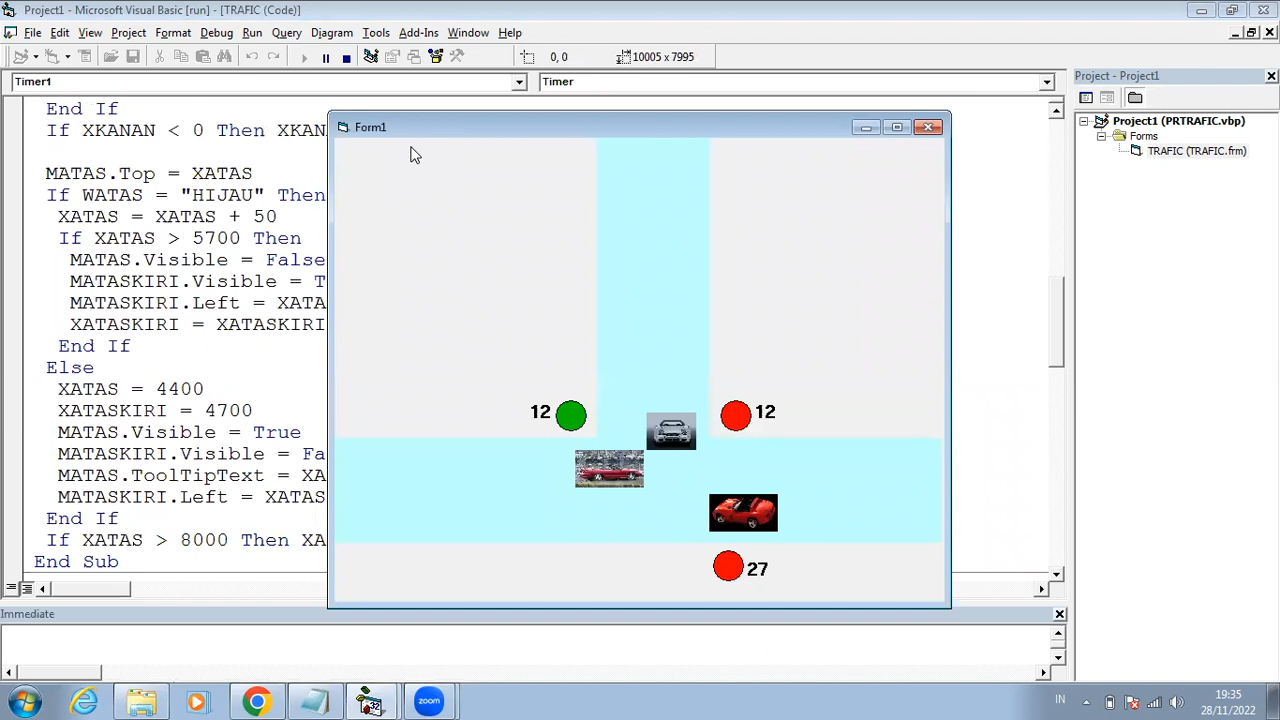 Project1 - Microsoft Visual Basic [run] - [TRAFIC (Code)]
File Edit View Project Format Debug Run Query Diagram Tools Add-Ins Window Help
0, 0 10005 x 7995
Timer1 Timer
Project - Project1
Project1 (PRTRAFIC.vbp)
Forms
TRAFIC (TRAFIC.frm)
End If
If XKANAN < 0 Then XKAN
MATAS.Top = XATAS
If WATAS = "HIJAU" Then
XATAS = XATAS + 50
If XATAS > 5700 Then
MATAS.Visible = False
MATASKIRI.Visible = T
MATASKIRI.Left = XATA
XATASKIRI = XATASKIRI
End If
Else
XATAS = 4400
XATASKIRI = 4700
MATAS.Visible = True
MATASKIRI.Visible = Fa
MATAS.ToolTipText = XA
MATASKIRI.Left = XATAS
End If
If XATAS > 8000 Then XA
End Sub
Form1
12
12
27
Immediate
32
zoom
IN
19:35
28/11/2022